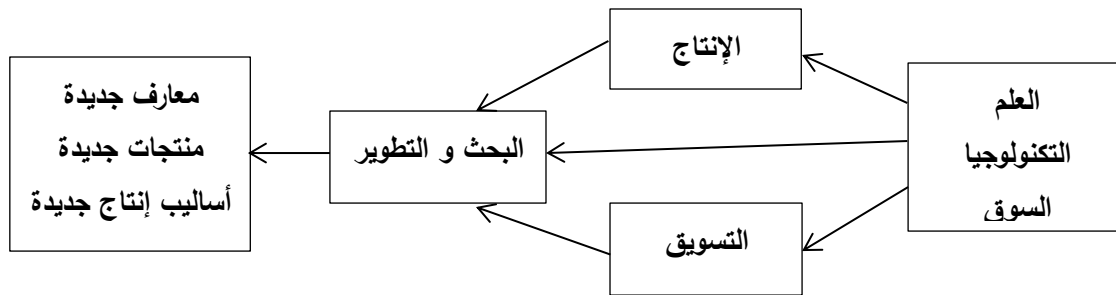 العلم
التكنولوجيا
السوق
الإنتاج
البحث و التطوير
التسويق
معارف جديدة
منتجات جديدة
أساليب إنتاج جديدة